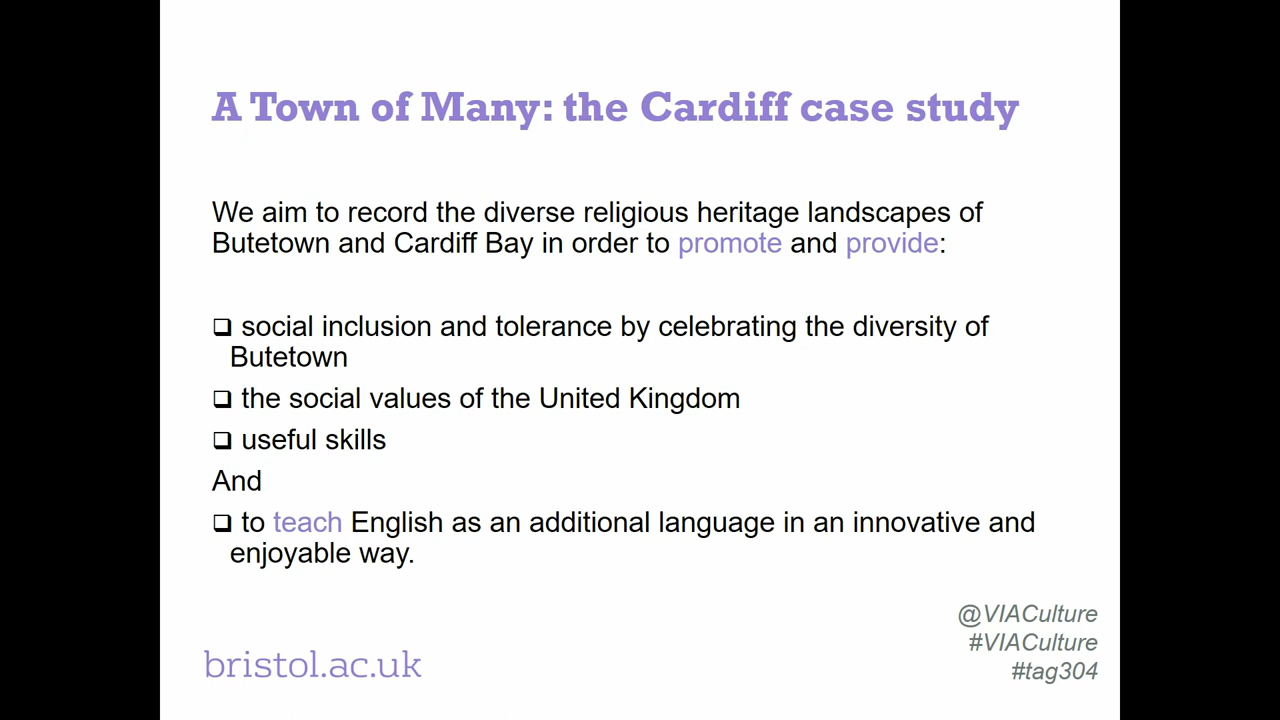 A Town of Many: the Cardiff case study
We aim to record the diverse religious heritage landscapes of
Butetown and Cardiff Bay in order to promote and provide:
❑ social inclusion and tolerance by celebrating the diversity of
Butetown
❑ the social values of the United Kingdom
❑ useful skills
And
❑ to teach English as an additional language in an innovative and
enjoyable way.
@VIACulture
#VIACulture
#tag304
bristol.ac.uk